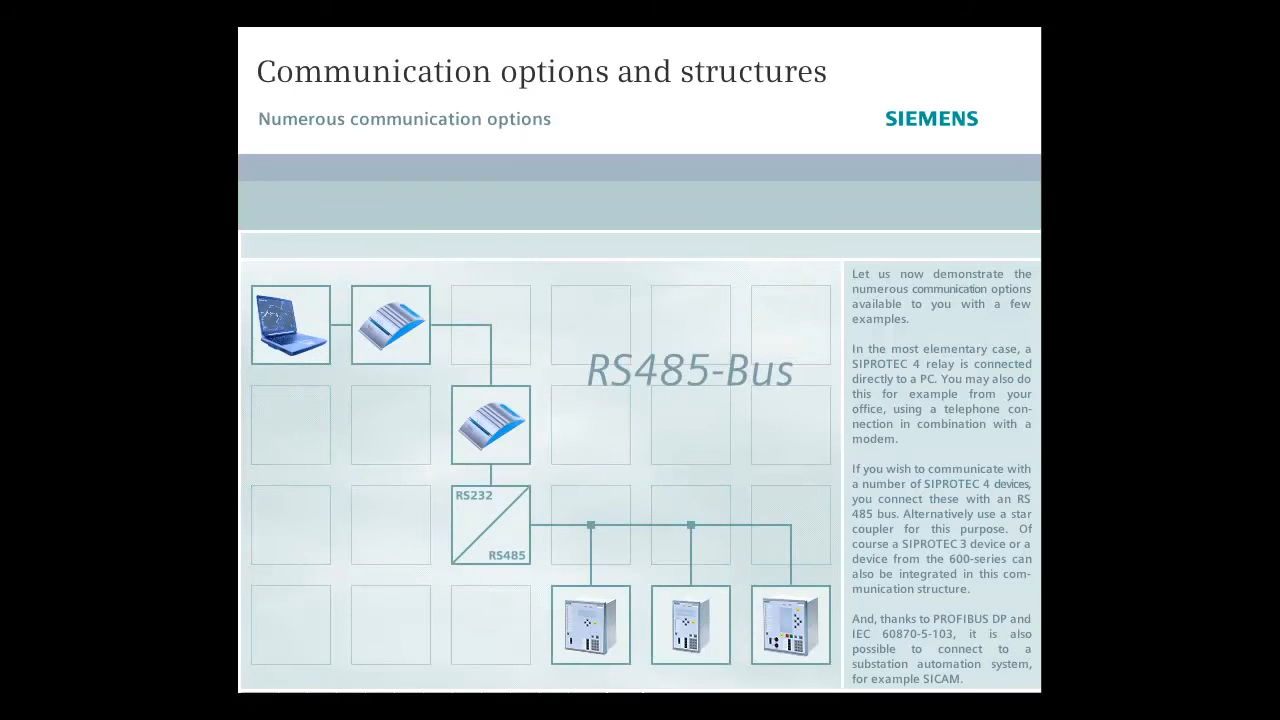 Communication options and structures
Numerous communication options
SIEMENS
RS485-Bus
RS232
RS485
Let us now demonstrate the
numerous communication options
available to you with a few
examples.
In the most elementary case, a
SIPROTEC 4 relay is connected
directly to a PC. You may also do
this for example from your
office, using a telephone con-
nection in combination with a
modem.
If you wish to communicate with
a number of SIPROTEC 4 devices,
you connect these with an RS
485 bus. Alternatively use a star
coupler for this purpose. Of
course a SIPROTEC 3 device or a
device from the 600-series can
also be integrated in this com-
munication structure.
And, thanks to PROFIBUS DP and
IEC 60870-5-103, it is also
possible to connect to a
substation automation system,
for example SICAM.